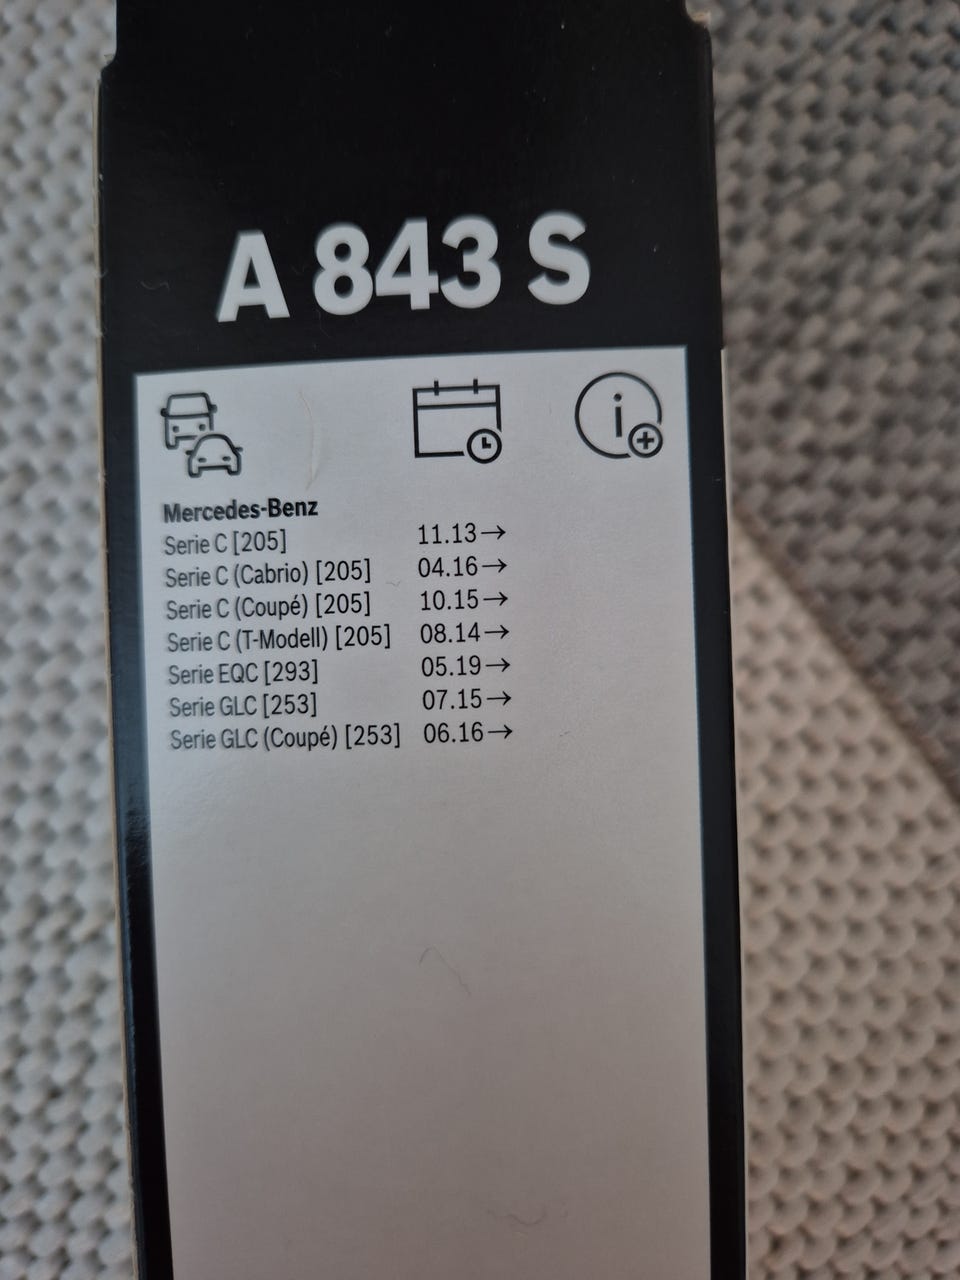 A 843 S
Mercedes-Benz
Serie C [205] 11.13→
Serie C (Cabrio) [205] 04.16→
Serie C (Coupé) [205] 10.15→
Serie C (T-Modell) [205] 08.14→
Serie EQC [293] 05.19→
Serie GLC [253] 07.15→
Serie GLC (Coupé) [253] 06.16→